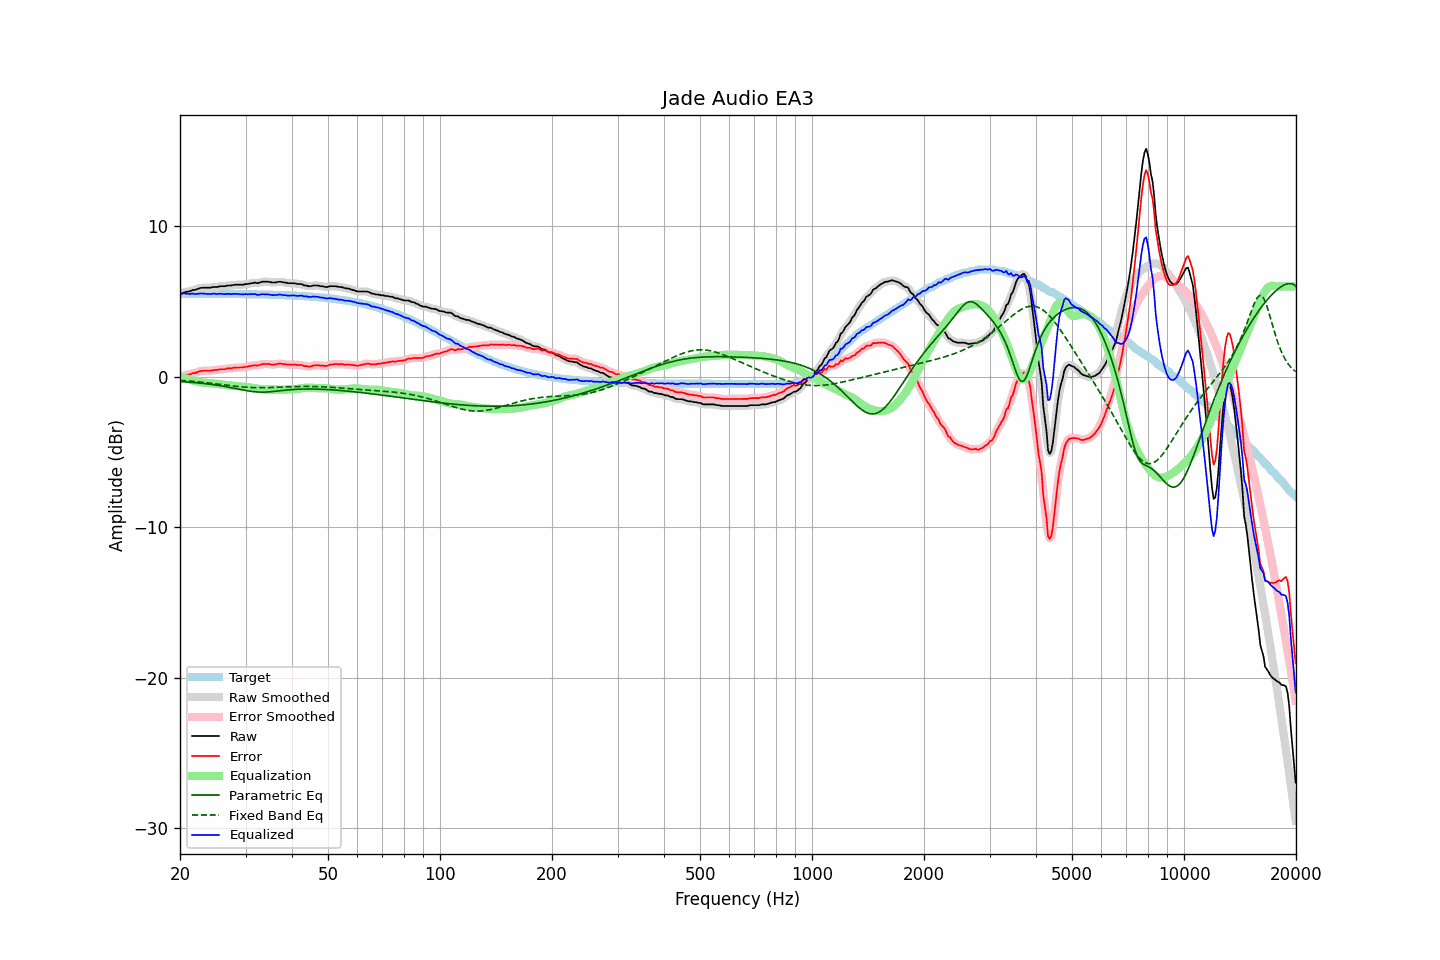 Jade Audio EA3
Amplitude (dBr)
10
0
−10
−20
−30
Target
Raw Smoothed
Error Smoothed
Raw
Error
Equalization
Parametric Eq
Fixed Band Eq
Equalized
20 50 100 200 500 1000 2000 5000 10000 20000
Frequency (Hz)